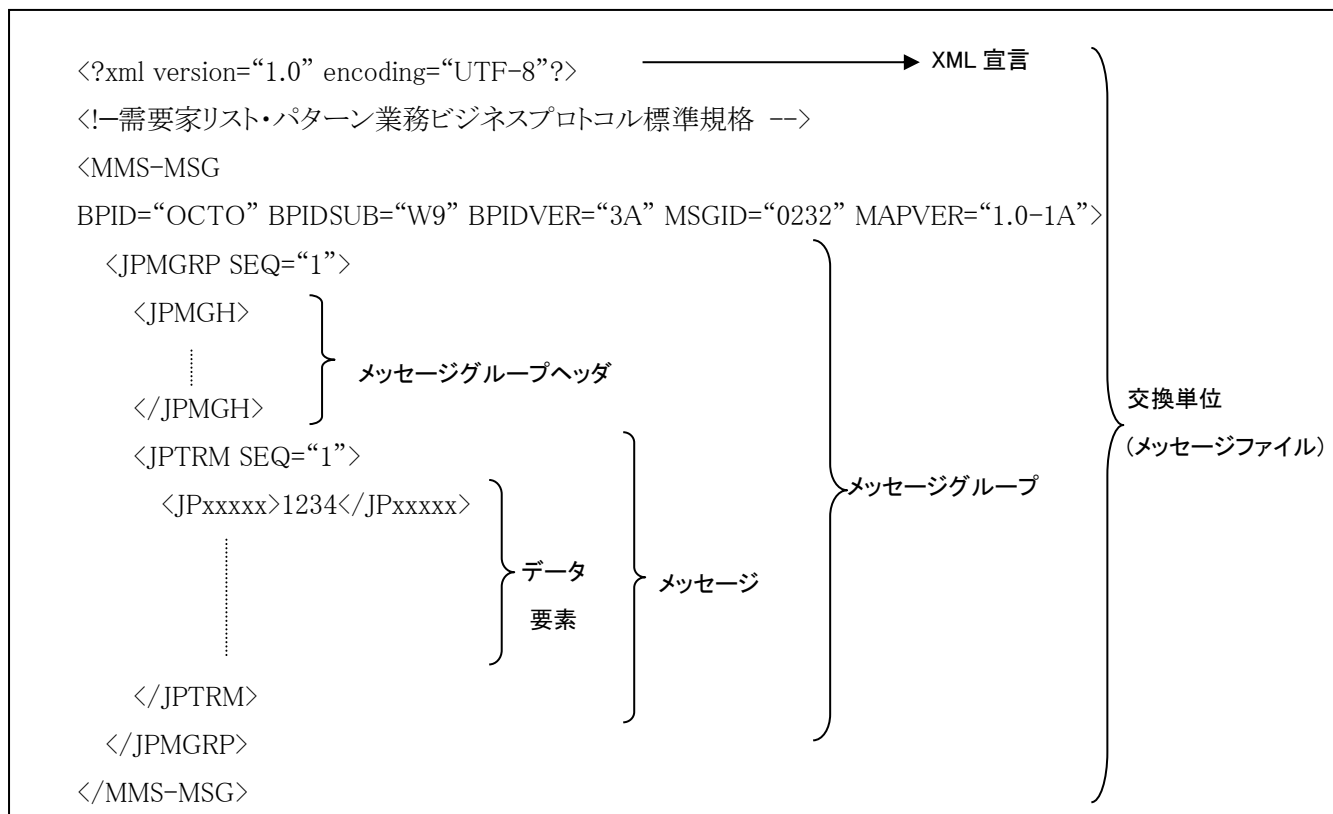 <?xml version=“1.0” encoding=“UTF-8”?> XML 宣言
<!−需要家リスト・パターン業務ビジネスプロトコル標準規格 −−>
<MMS−MSG
BPID=“OCTO” BPIDSUB=“W9” BPIDVER=“3A” MSGID=“0232” MAPVER=“1.0−1A”>
<JPMGRP SEQ=“1”>
<JPMGH>
メッセージグループヘッダ
</JPMGH>
交換単位
(メッセージファイル)
<JPTRM SEQ=“1”>
<JPxxxxx>1234</JPxxxxx>
メッセージグループ
データ
要素
メッセージ
</JPTRM>
</JPMGRP>
</MMS−MSG>